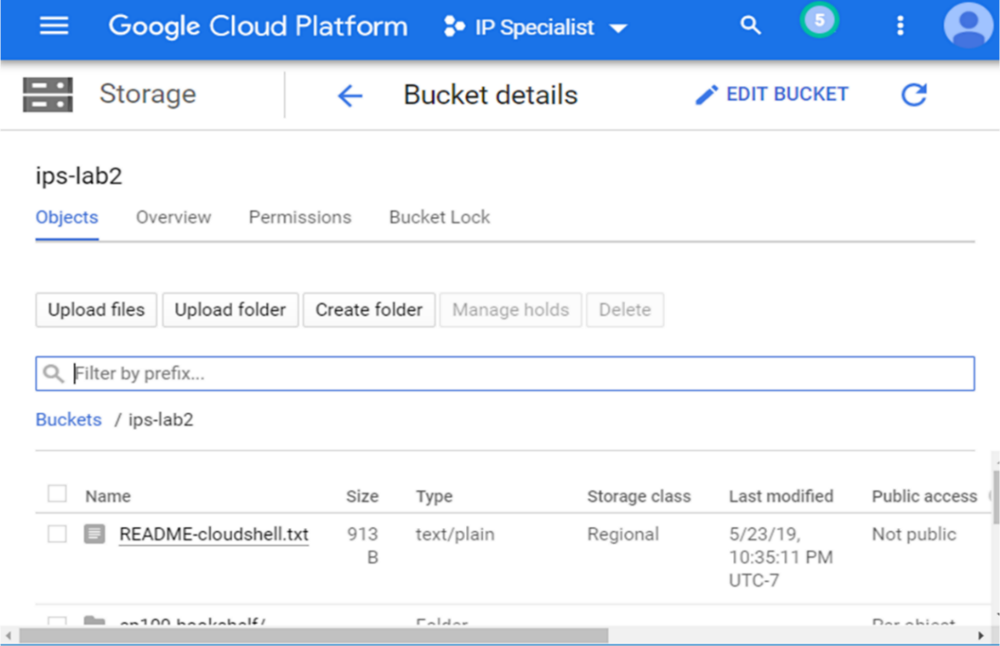 Google Cloud Platform IP Specialist 5
Storage Bucket details EDIT BUCKET
ips-lab2
Objects Overview Permissions Bucket Lock
Upload files Upload folder Create folder Manage holds Delete
Filter by prefix...
Buckets / ips-lab2
Name Size Type Storage class Last modified Public access
README-cloudshell.txt 913 text/plain Regional 5/23/19, Not public
B 10:35:11 PM
UTC-7
Folder Per object